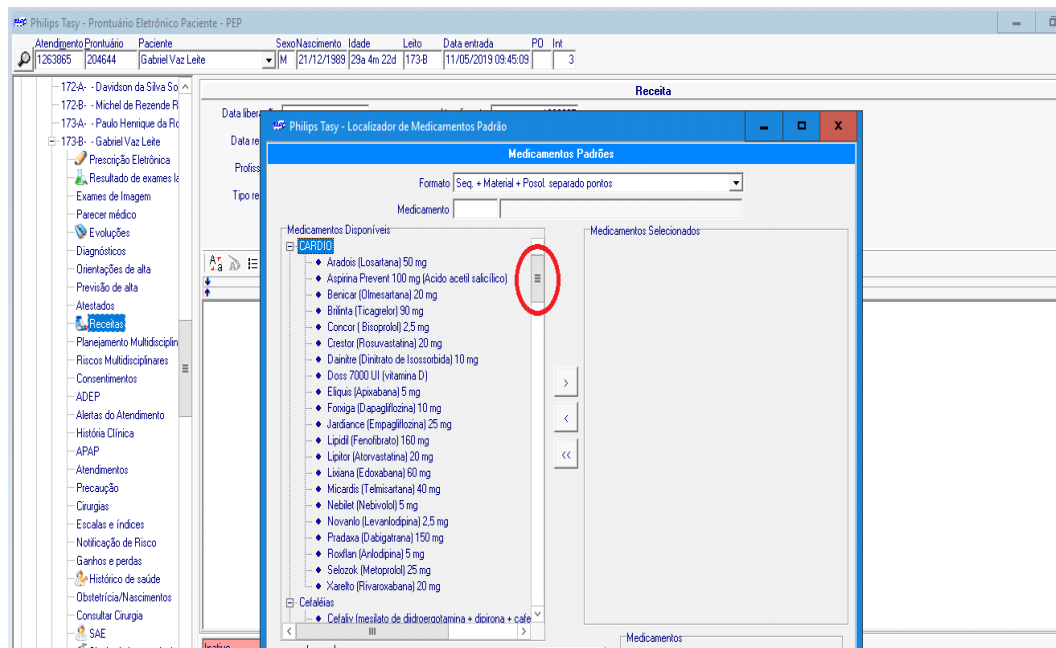 Philips Tasy - Prontuário Eletrônico Paciente - PEP
Atendimento Prontuário Paciente Sexo Nascimento Idade Leito Data entrada PO Int
1263865 204644 Gabriel Vaz Leite M 21/12/1989 29a 4m 22d 173-B 11/05/2019 09:45:09 3
172-A- - Davidson da Silva So
172-B- - Michel de Rezende R
173-A- - Paulo Henrique da Ro
173-B- - Gabriel Vaz Leite
Prescrição Eletrônica
Resultado de exames la
Exames de Imagem
Parecer médico
Evoluções
Diagnósticos
Orientações de alta
Previsão de alta
Atestados
Receitas
Planejamento Multidisciplin
Riscos Multidisciplinares
Consentimentos
ADEP
Alertas do Atendimento
História Clínica
APAP
Atendimentos
Precaução
Cirurgias
Escalas e índices
Notificação de Risco
Ganhos e perdas
Histórico de saúde
Obstetrícia/Nascimentos
Consultar Cirurgia
SAE
Receita
Data liber
Data re
Profiss
Tipo re
Inativo
Philips Tasy - Localizador de Medicamentos Padrão
Medicamentos Padrões
Formato Seq. + Material + Posol. separado pontos
Medicamento
Medicamentos Disponíveis
CARDIO
Aradois (Losartana) 50 mg
Aspirina Prevent 100 mg (Acido acetil salicílico)
Benicar (Olmesartana) 20 mg
Brilinta (Ticagrelor) 90 mg
Concor ( Bisoprolol) 2,5 mg
Crestor (Rosuvastatina) 20 mg
Dainitre (Dinitrato de Isossorbida) 10 mg
Doss 7000 UI (vitamina D)
Eliquis (Apixabana) 5 mg
Forxiga (Dapagliflozina) 10 mg
Jardiance (Empagliflozina) 25 mg
Lipidil (Fenofibrato) 160 mg
Lipitor (Atorvastatina) 20 mg
Lixiana (Edoxabana) 60 mg
Micardis (Telmisartana) 40 mg
Nebilet (Nebivolol) 5 mg
Novanlo (Levanlodipina) 2,5 mg
Pradaxa (Dabigatrana) 150 mg
Roxflan (Anlodipina) 5 mg
Selozok (Metoprolol) 25 mg
Xarelto (Rivaroxabana) 20 mg
Cefaléias
Cefaliv (mesilato de diidroergotamina + dipirona + cafe
Medicamentos Selecionados
>
<
<<
Medicamentos